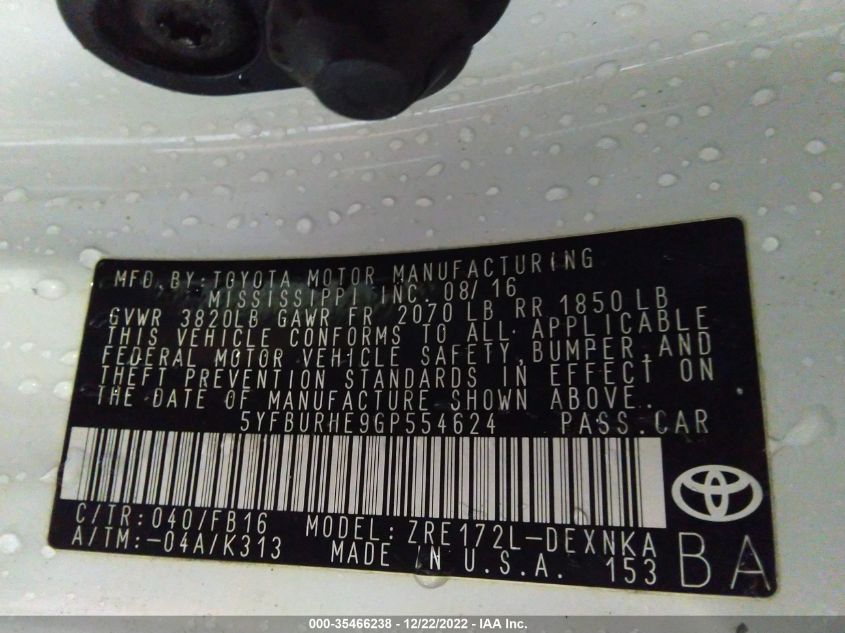 MFD. BY: TOYOTA MOTOR MANUFACTURING
MISSISSIPPI INC. 08/16
GVWR 3820LB GAWR FR 2070 LB RR 1850 LB
THIS VEHICLE CONFORMS TO ALL APPLICABLE
FEDERAL MOTOR VEHICLE SAFETY, BUMPER, AND
THEFT PREVENTION STANDARDS IN EFFECT ON
THE DATE OF MANUFACTURE SHOWN ABOVE.
5YFBURHE9GP554624 PASS. CAR
C/TR: 040/FB16 MODEL: ZRE172L-DEXNKA
A/TM:-04A/K313 MADE IN U.S.A. 153 BA
000-35466238 - 12/22/2022 - IAA Inc.